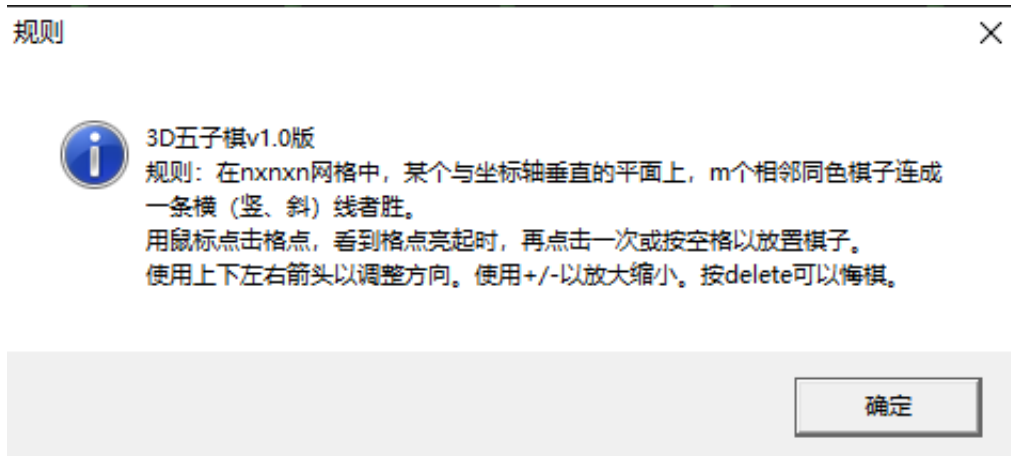 规则
3D五子棋v1.0版
规则：在nxnxn网格中，某个与坐标轴垂直的平面上，m个相邻同色棋子连成
一条横（竖、斜）线者胜。
用鼠标点击格点，看到格点亮起时，再点击一次或按空格以放置棋子。
使用上下左右箭头以调整方向。使用+/-以放大缩小。按delete可以悔棋。
确定